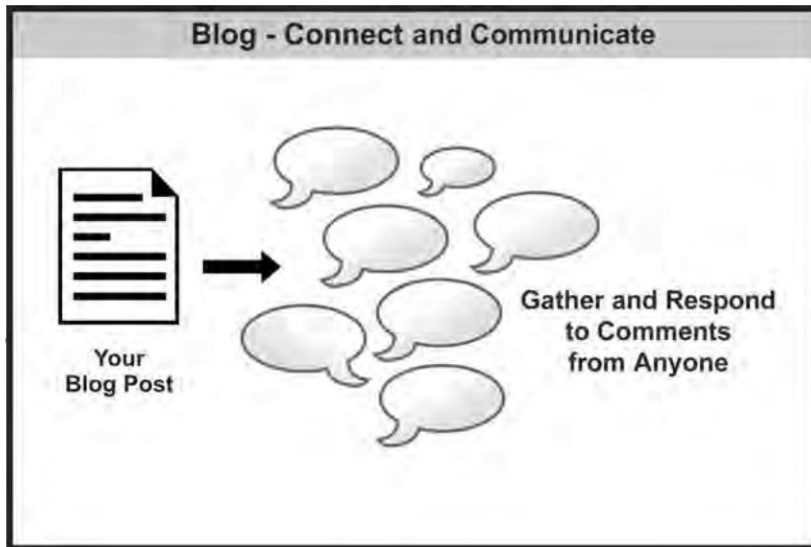 Blog - Connect and Communicate
Your
Blog Post
Gather and Respond
to Comments
from Anyone